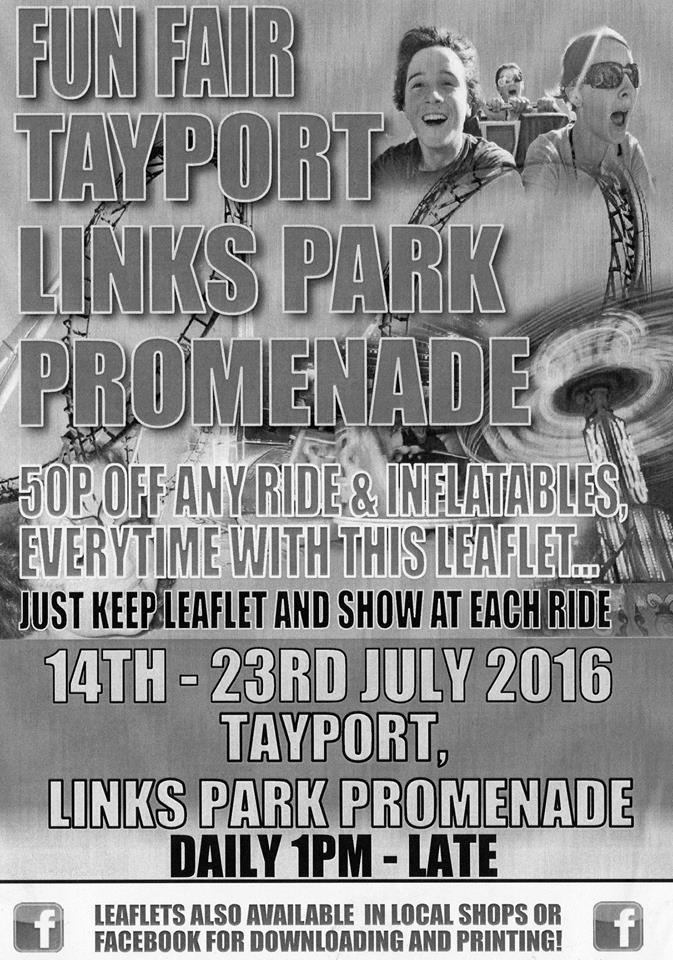 FUN FAIR
TAYPORT
LINKS PARK
PROMENADE
50P OFF ANY RIDE & INFLATABLES,
EVERYTIME WITH THIS LEAFLET...
JUST KEEP LEAFLET AND SHOW AT EACH RIDE
14TH - 23RD JULY 2016
TAYPORT,
LINKS PARK PROMENADE
DAILY 1PM - LATE
f LEAFLETS ALSO AVAILABLE IN LOCAL SHOPS OR f
FACEBOOK FOR DOWNLOADING AND PRINTING!